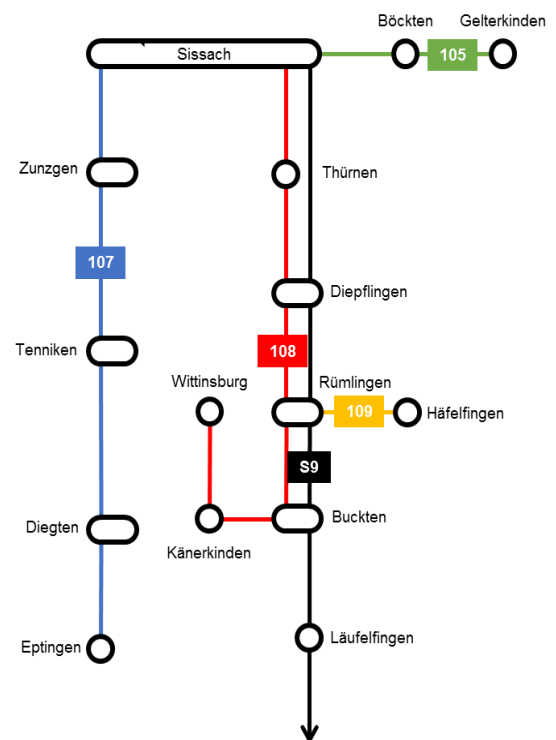 Böckten
Gelterkinden
Sissach
105
Zunzgen
Thürnen
107
Diepflingen
Tenniken
108
Wittinsburg
Rümlingen
109
Häfelfingen
S9
Diegten
Buckten
Känerkinden
Eptingen
Läufelfingen